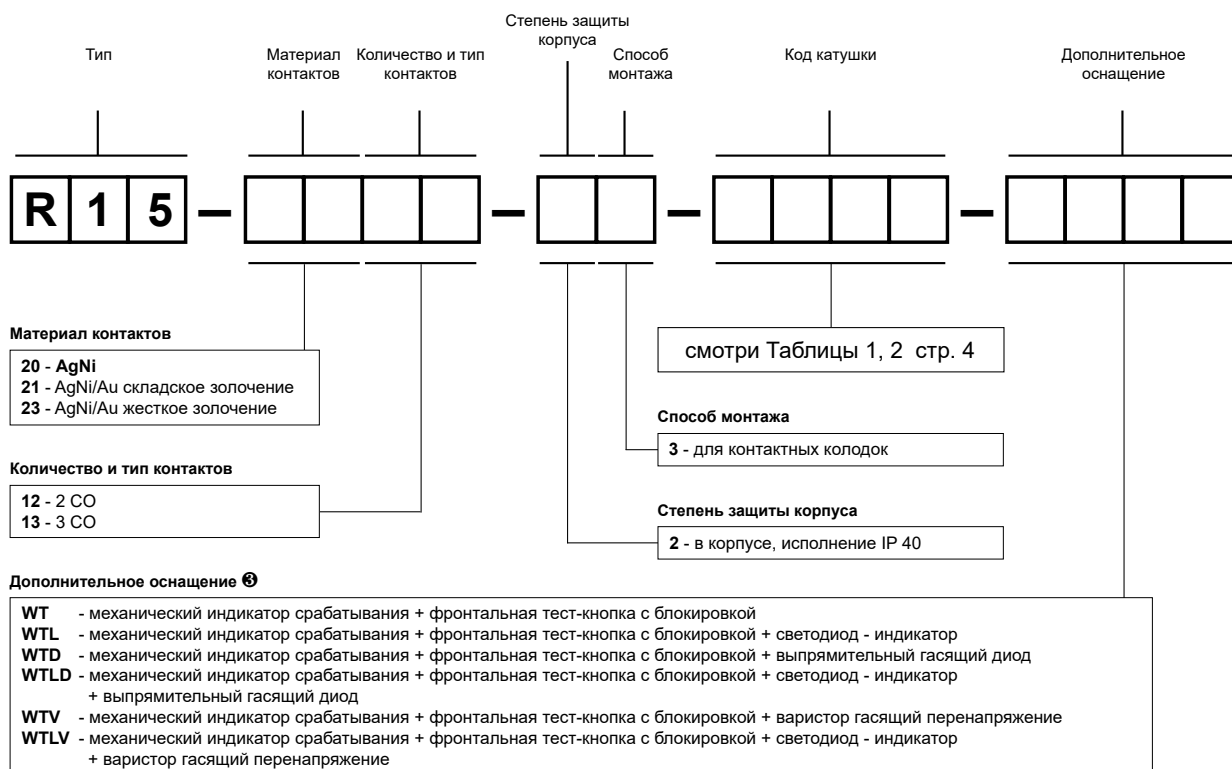 Степень защиты
корпуса
Тип
Материал
контактов
Количество и тип
контактов
Способ
монтажа
Код катушки
Дополнительное
оснащение
R 1 5 – – – –
Материал контактов
20 - AgNi
21 - AgNi/Au складское золочение
23 - AgNi/Au жесткое золочение
смотри Таблицы 1, 2 стр. 4
Способ монтажа
3 - для контактных колодок
Количество и тип контактов
12 - 2 CO
13 - 3 CO
Степень защиты корпуса
2 - в корпусе, исполнение IP 40
Дополнительное оснащение ❸
WT - механический индикатор срабатывания + фронтальная тест-кнопка с блокировкой
WTL - механический индикатор срабатывания + фронтальная тест-кнопка с блокировкой + светодиод - индикатор
WTD - механический индикатор срабатывания + фронтальная тест-кнопка с блокировкой + выпрямительный гасящий диод
WTLD - механический индикатор срабатывания + фронтальная тест-кнопка с блокировкой + светодиод - индикатор
+ выпрямительный гасящий диод
WTV - механический индикатор срабатывания + фронтальная тест-кнопка с блокировкой + варистор гасящий перенапряжение
WTLV - механический индикатор срабатывания + фронтальная тест-кнопка с блокировкой + светодиод - индикатор
+ варистор гасящий перенапряжение